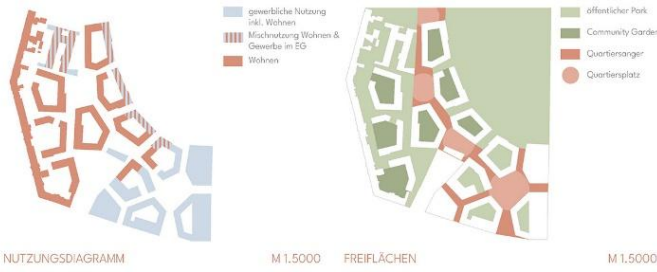 gewerbliche Nutzung
inkl. Wohnen
Mischnutzung Wohnen &
Gewerbe im EG
Wohnen
öffentlicher Park
Community Garden
Quartiersanger
Quartiersplatz
NUTZUNGSDIAGRAMM
M 1.5000
FREIFLÄCHEN
M 1.5000